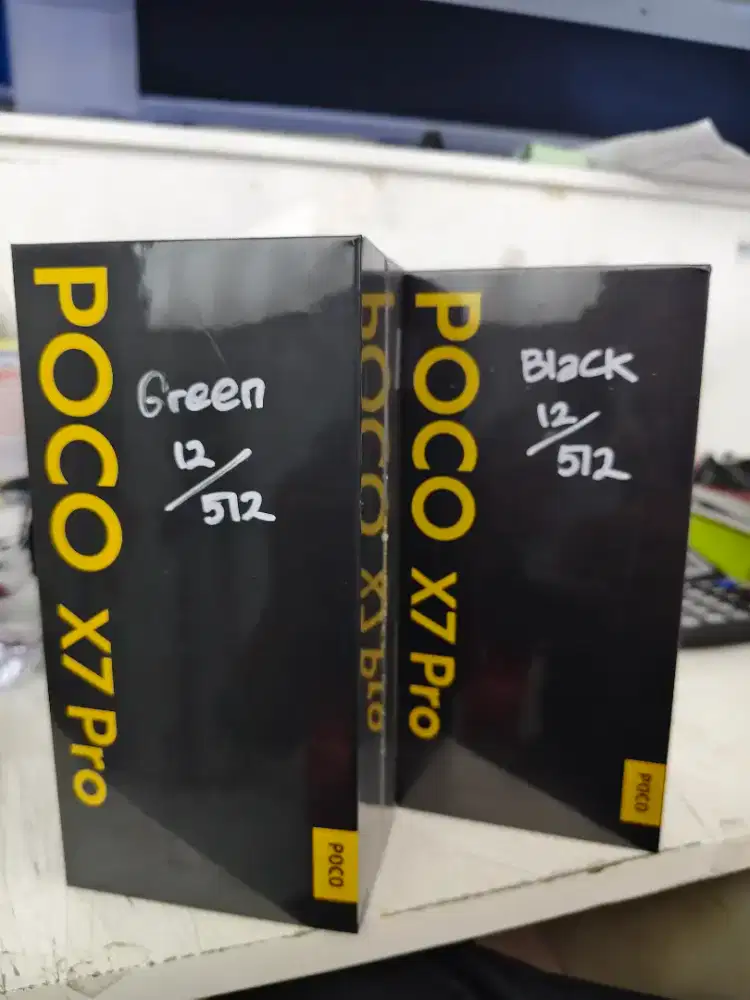 POCO X7 Pro
Green
12/512
POCO
POCO X7 Pro
POCO X7 Pro
Black
12/512
POCO